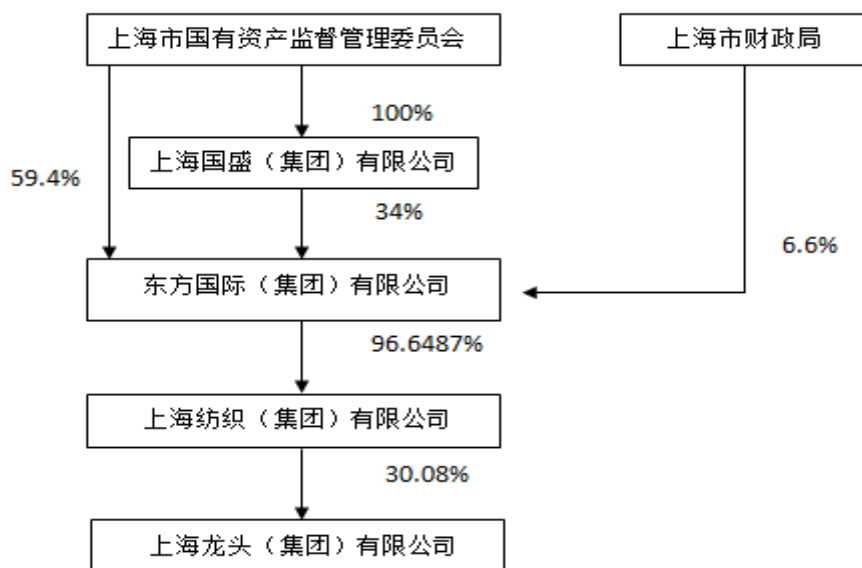 上海市国有资产监督管理委员会
上海市财政局
100%
上海国盛（集团）有限公司
59.4%
34%
6.6%
东方国际（集团）有限公司
96.6487%
上海纺织（集团）有限公司
30.08%
上海龙头（集团）有限公司